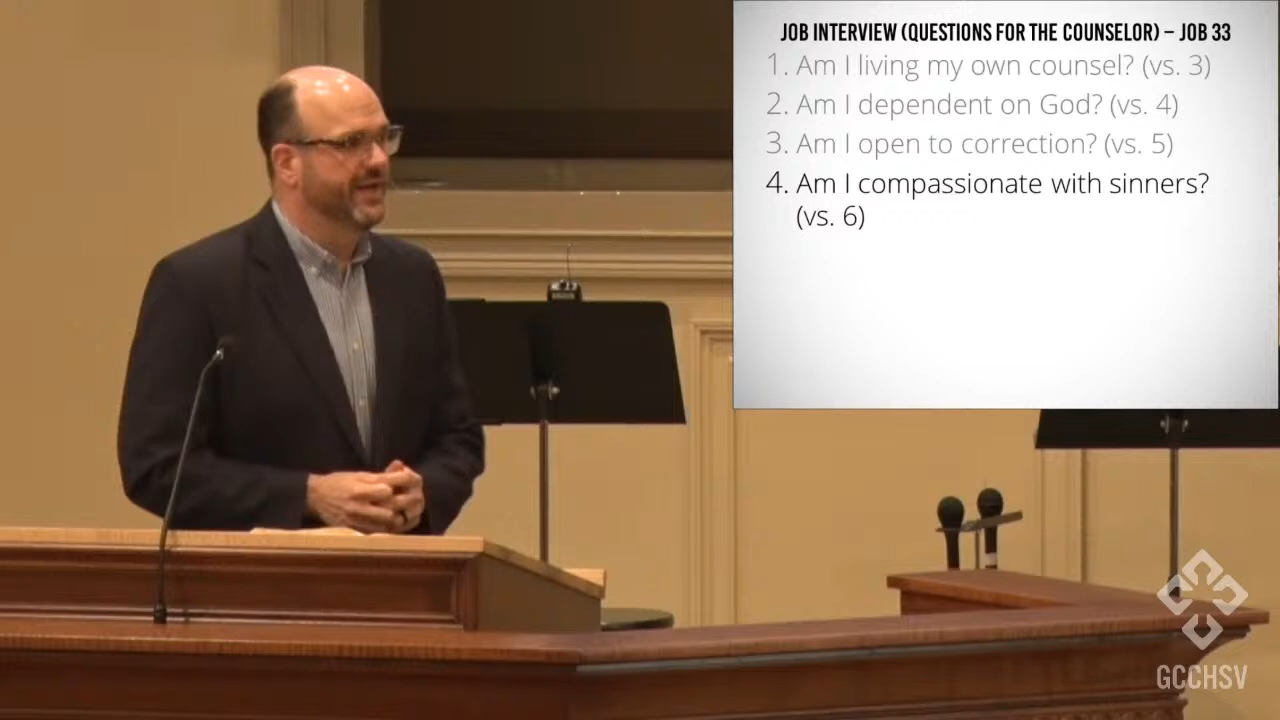 JOB INTERVIEW (QUESTIONS FOR THE COUNSELOR) – JOB 33
1. Am I living my own counsel? (vs. 3)
2. Am I dependent on God? (vs. 4)
3. Am I open to correction? (vs. 5)
4. Am I compassionate with sinners?
(vs. 6)
GCCHSV